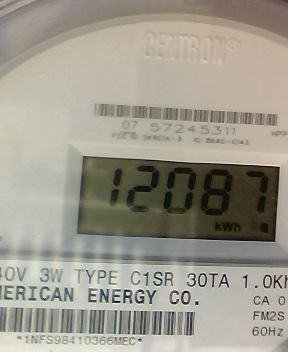 CENTRON®
07 57245311
12087
kWh
40V 3W TYPE C1SR 30TA 1.0Kh
MERICAN ENERGY CO.
CA 0
FM2S
60Hz
*1NFS98410366MEC*